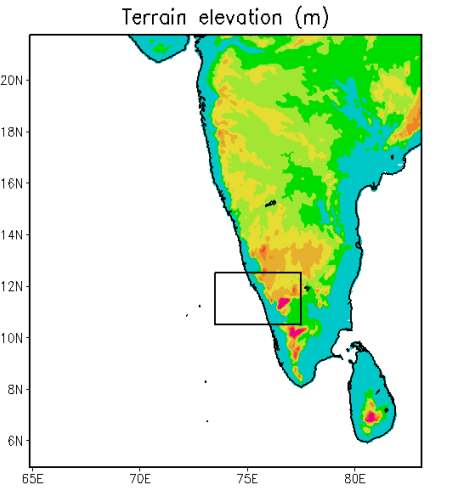 Terrain elevation (m)
20N
18N
16N
14N
12N
10N
8N
6N
65E 70E 75E 80E